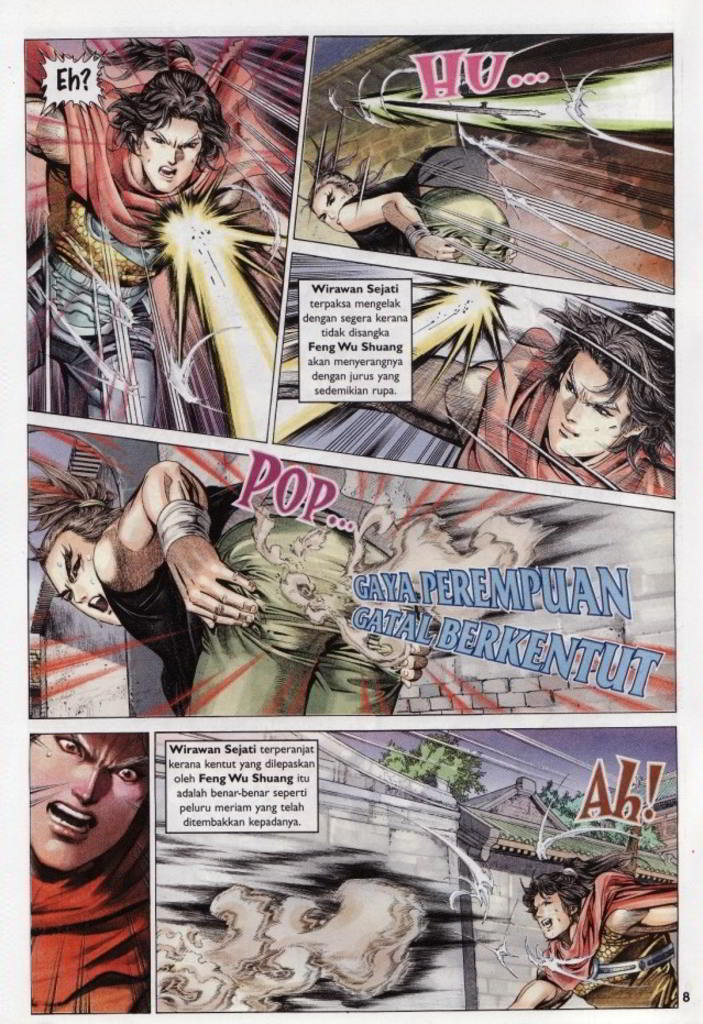 Eh?
HU...
Wirawan Sejati
terpaksa mengelak
dengan segera kerana
tidak disangka
Feng Wu Shuang
akan menyerangnya
dengan jurus yang
sedemikian rupa.
POP...
GAYA PEREMPUAN
GATAL BERKENTUT
Wirawan Sejati terperanjat
kerana kentut yang dilepaskan
oleh Feng Wu Shuang itu
adalah benar-benar seperti
peluru meriam yang telah
ditembakkan kepadanya.
Ah!
8